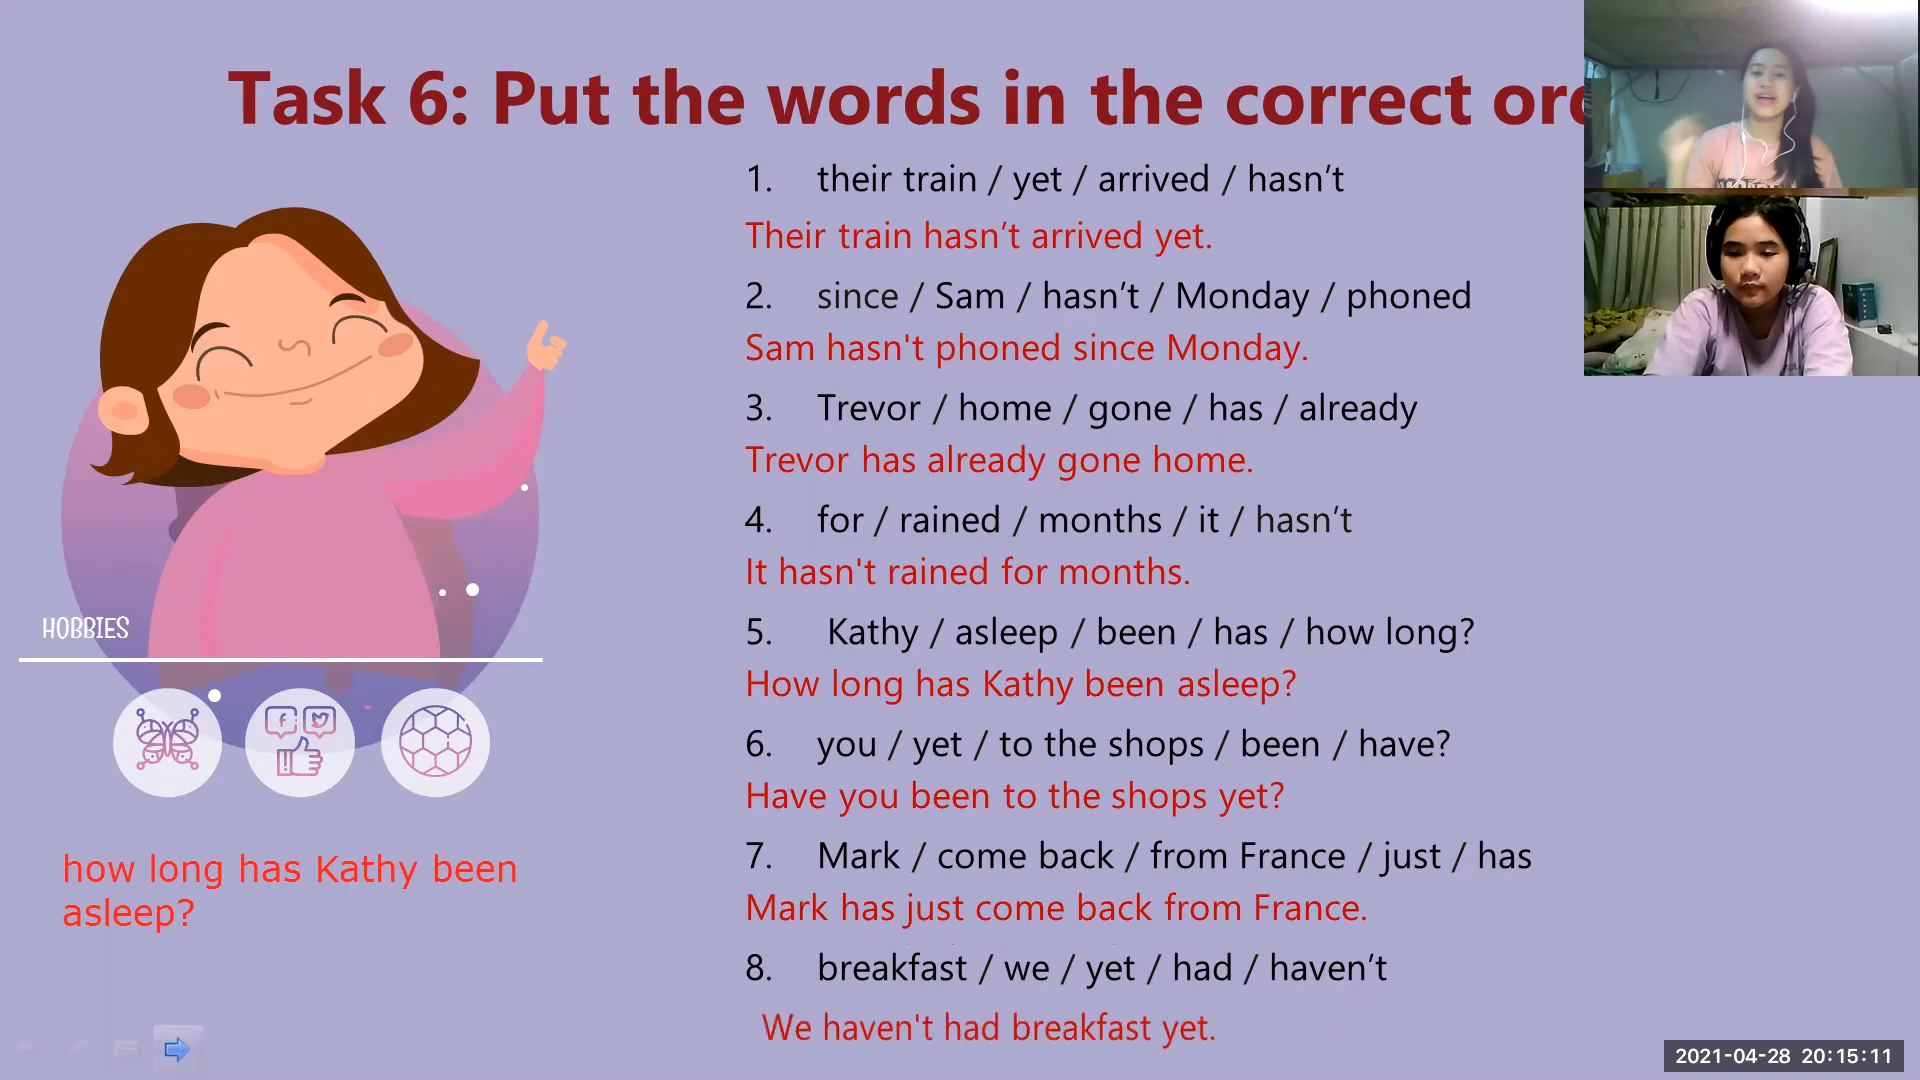 Task 6: Put the words in the correct
1. their train / yet / arrived / hasn’t
Their train hasn’t arrived yet.
2. since / Sam / hasn’t / Monday / phoned
Sam hasn't phoned since Monday.
3. Trevor / home / gone / has / already
Trevor has already gone home.
4. for / rained / months / it / hasn’t
It hasn't rained for months.
5. Kathy / asleep / been / has / how long?
How long has Kathy been asleep?
6. you / yet / to the shops / been / have?
Have you been to the shops yet?
7. Mark / come back / from France / just / has
Mark has just come back from France.
8. breakfast / we / yet / had / haven’t
We haven't had breakfast yet.
HOBBIES
how long has Kathy been
asleep?
2021-04-28 20:15:11